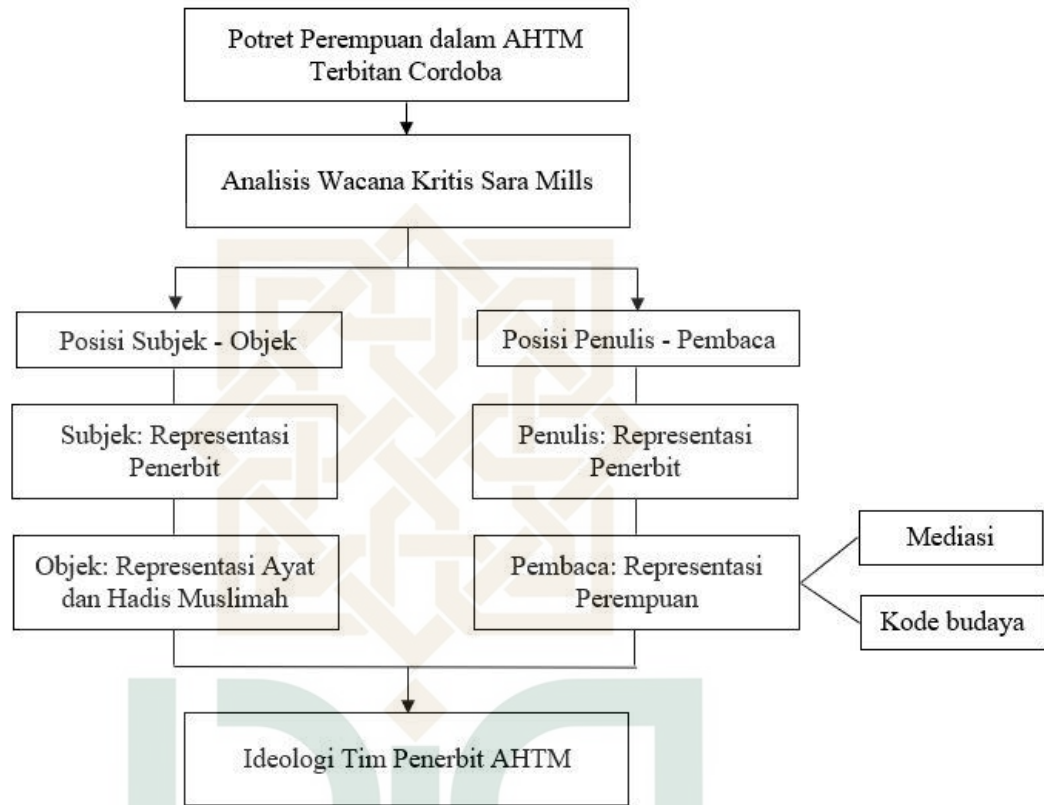 Potret Perempuan dalam AHTM
Terbitan Cordoba
Analisis Wacana Kritis Sara Mills
Posisi Subjek - Objek
Posisi Penulis - Pembaca
Subjek: Representasi
Penerbit
Penulis: Representasi
Penerbit
Objek: Representasi Ayat
dan Hadis Muslimah
Pembaca: Representasi
Perempuan
Mediasi
Kode budaya
Ideologi Tim Penerbit AHTM